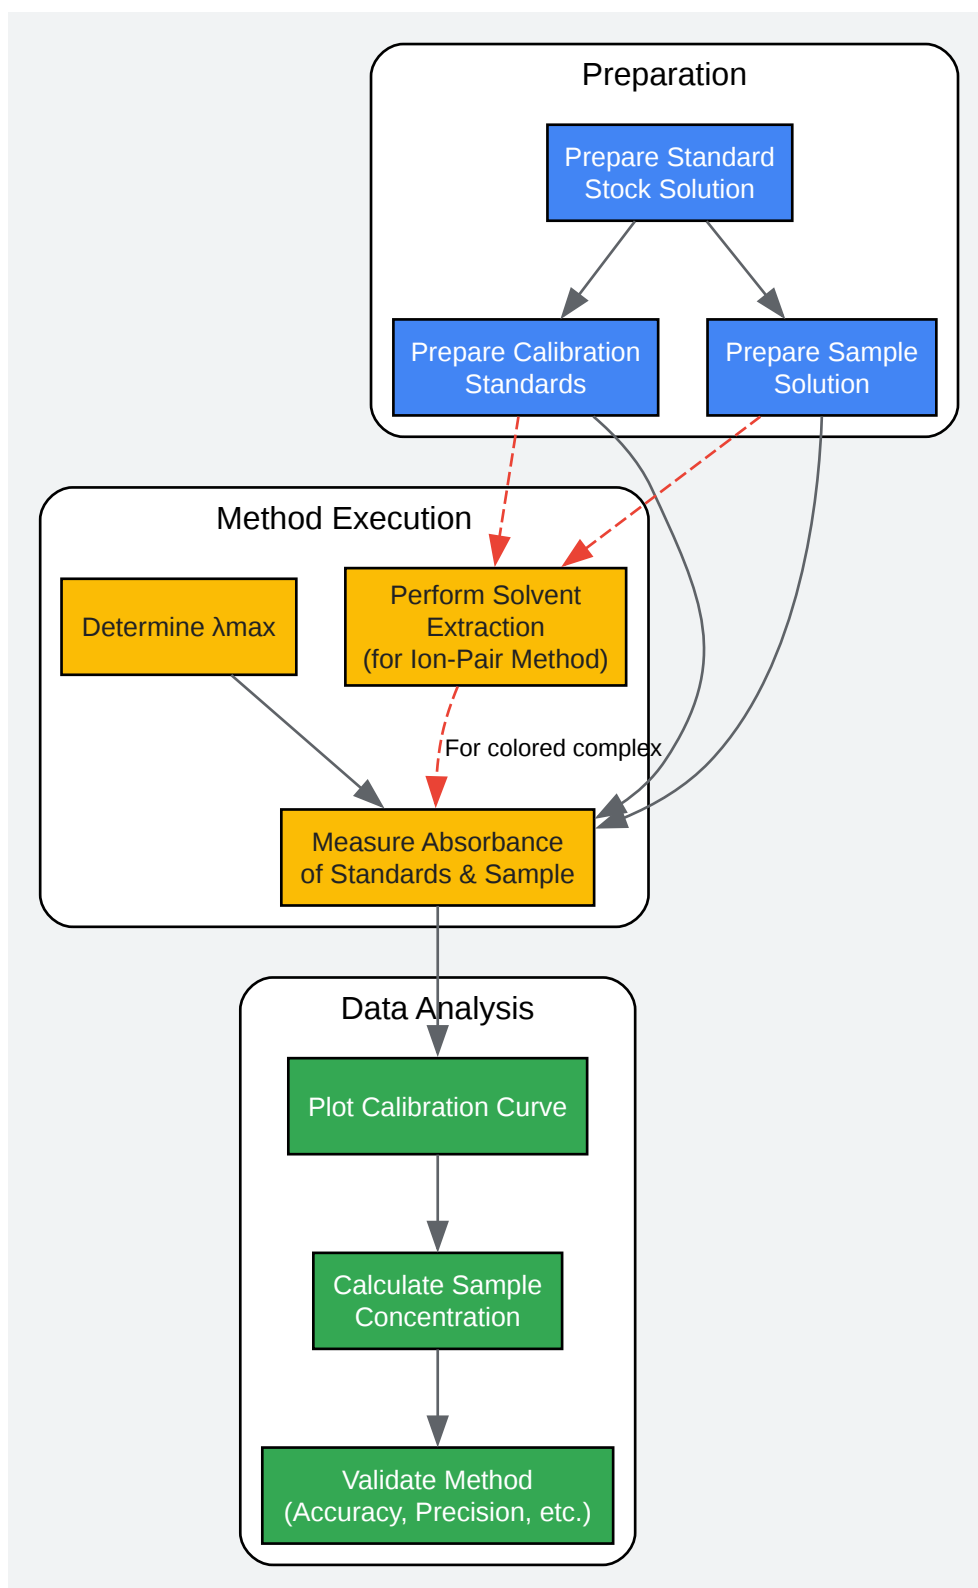 Preparation
Prepare Standard
Stock Solution
Prepare Calibration
Standards
Prepare Sample
Solution
Method Execution
Determine λmax
Perform Solvent
Extraction
(for Ion-Pair Method)
For colored complex
Measure Absorbance
of Standards & Sample
Data Analysis
Plot Calibration Curve
Calculate Sample
Concentration
Validate Method
(Accuracy, Precision, etc.)